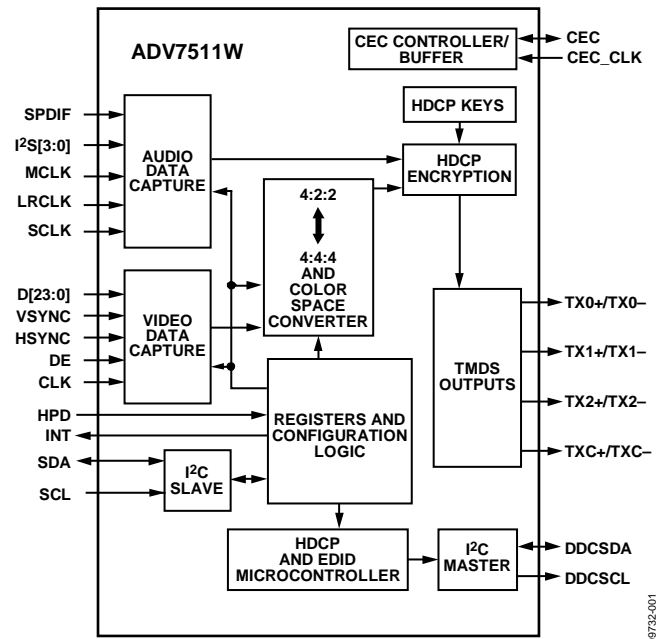 ADV7511W
CEC CONTROLLER/
BUFFER
CEC
CEC_CLK
HDCP KEYS
HDCP
ENCRYPTION
SPDIF
I2S[3:0]
MCLK
LRCLK
SCLK
AUDIO
DATA
CAPTURE
4:2:2
4:4:4
AND
COLOR
SPACE
CONVERTER
D[23:0]
VSYNC
HSYNC
DE
CLK
VIDEO
DATA
CAPTURE
TMDS
OUTPUTS
TX0+/TX0–
TX1+/TX1–
TX2+/TX2–
TXC+/TXC–
HPD
INT
SDA
SCL
REGISTERS AND
CONFIGURATION
LOGIC
I2C
SLAVE
HDCP
AND EDID
MICROCONTROLLER
I2C
MASTER
DDCSDA
DDCSCL
9732-001